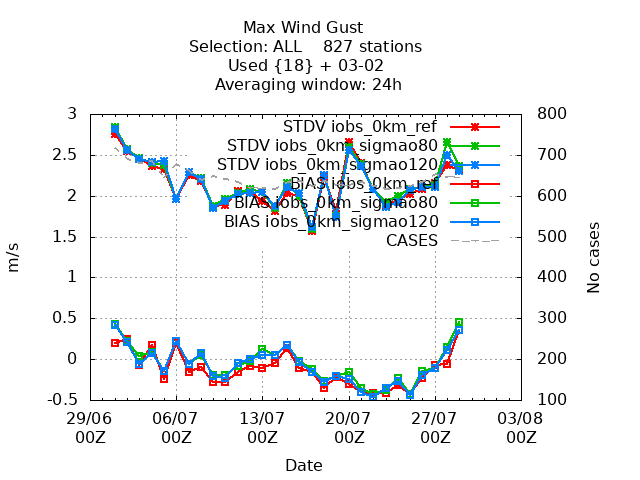 Max Wind Gust
Selection: ALL    827 stations
Used {18} + 03-02
Averaging window: 24h
3
2.5
2
1.5
1
0.5
0
-0.5
m/s
800
700
600
500
400
300
200
100
No cases
STDV iobs_0km_ref
STDV iobs_0km_sigmao80
STDV iobs_0km_sigmao120
BIAS iobs_0km_ref
BIAS iobs_0km_sigmao80
BIAS iobs_0km_sigmao120
CASES
29/06 06/07 13/07 20/07 27/07 03/08
00Z 00Z 00Z 00Z 00Z 00Z
Date